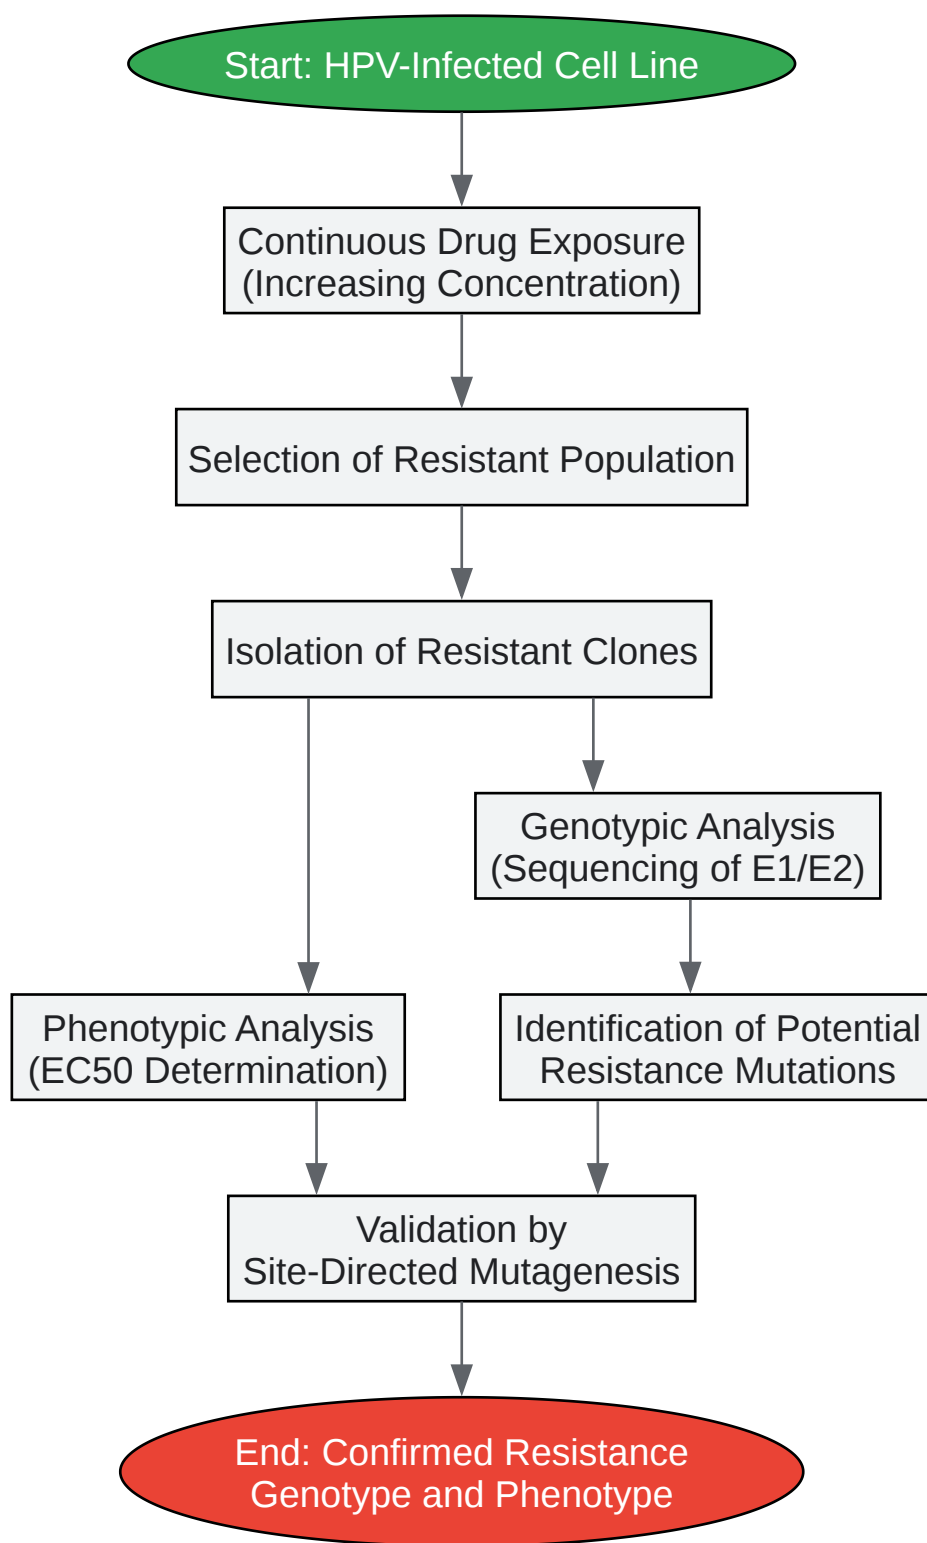 Start: HPV-Infected Cell Line
Continuous Drug Exposure
(Increasing Concentration)
Selection of Resistant Population
Isolation of Resistant Clones
Genotypic Analysis
(Sequencing of E1/E2)
Phenotypic Analysis
(EC50 Determination)
Identification of Potential
Resistance Mutations
Validation by
Site-Directed Mutagenesis
End: Confirmed Resistance
Genotype and Phenotype